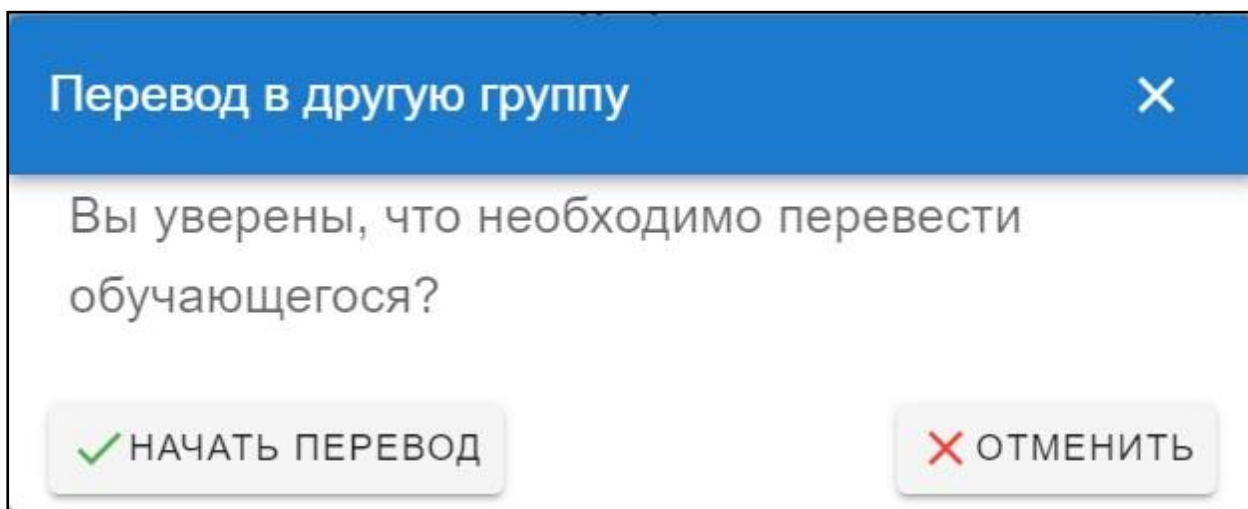 Перевод в другую группу
Вы уверены, что необходимо перевести
обучающегося?
НАЧАТЬ ПЕРЕВОД
ОТМЕНИТЬ